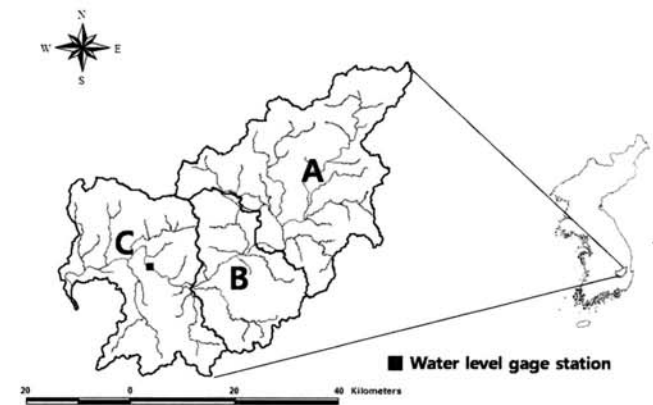 N
W E
S
A
C
B
■ Water level gage station
20 0 20 40 Kilometers